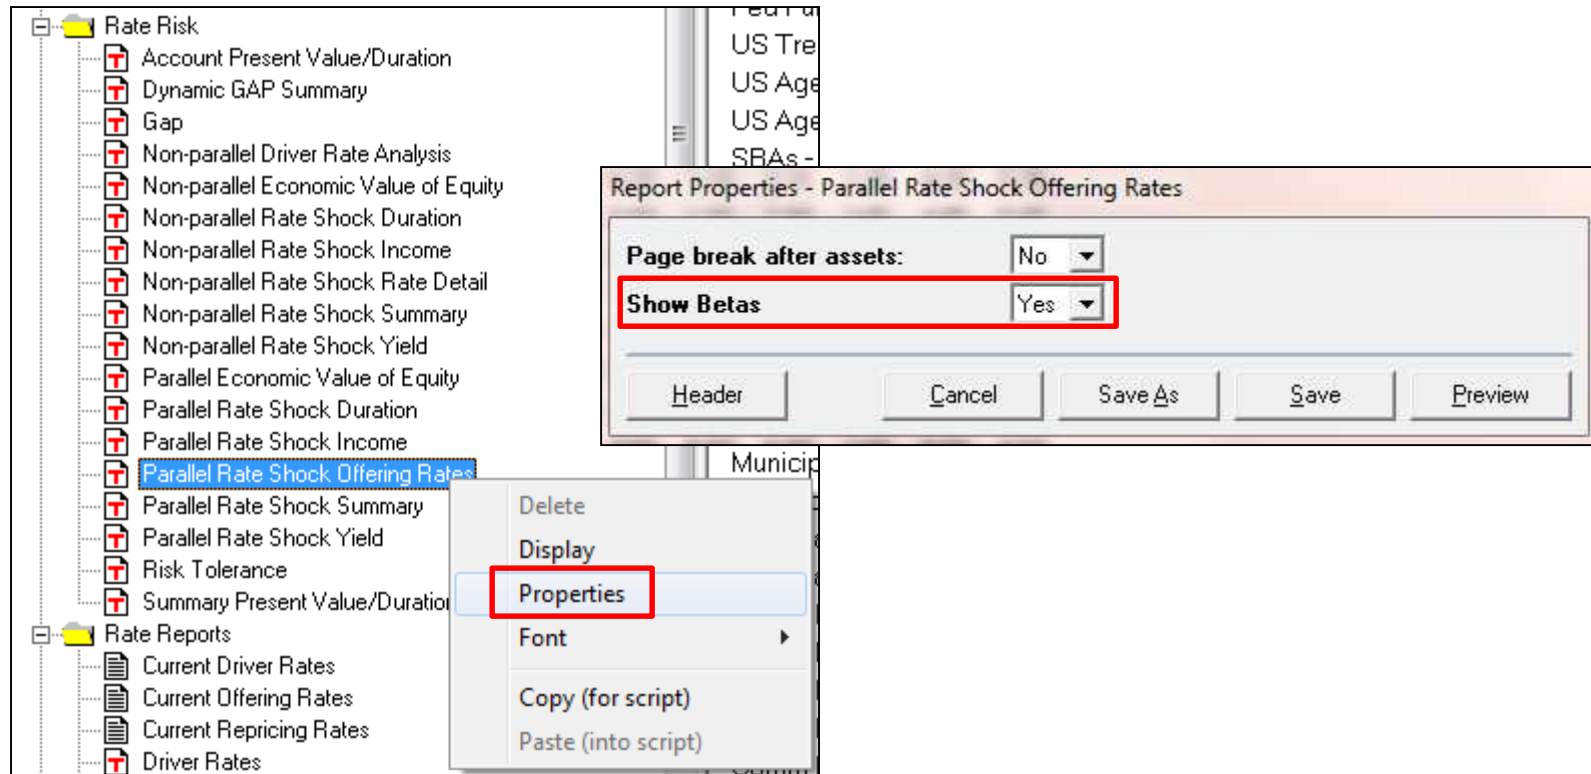 Rate Risk
Account Present Value/Duration
Dynamic GAP Summary
Gap
Non-parallel Driver Rate Analysis
Non-parallel Economic Value of Equity
Non-parallel Rate Shock Duration
Non-parallel Rate Shock Income
Non-parallel Rate Shock Rate Detail
Non-parallel Rate Shock Summary
Non-parallel Rate Shock Yield
Parallel Economic Value of Equity
Parallel Rate Shock Duration
Parallel Rate Shock Income
Parallel Rate Shock Offering Rates
Parallel Rate Shock Summary
Parallel Rate Shock Yield
Risk Tolerance
Summary Present Value/Duration
Rate Reports
Current Driver Rates
Current Offering Rates
Current Repricing Rates
Driver Rates
US Tre
US Age
US Age
SBAs -
Municip
Report Properties - Parallel Rate Shock Offering Rates
Page break after assets: No
Show Betas Yes
Header Cancel Save As Save Preview
Delete
Display
Properties
Font
Copy (for script)
Paste (into script)